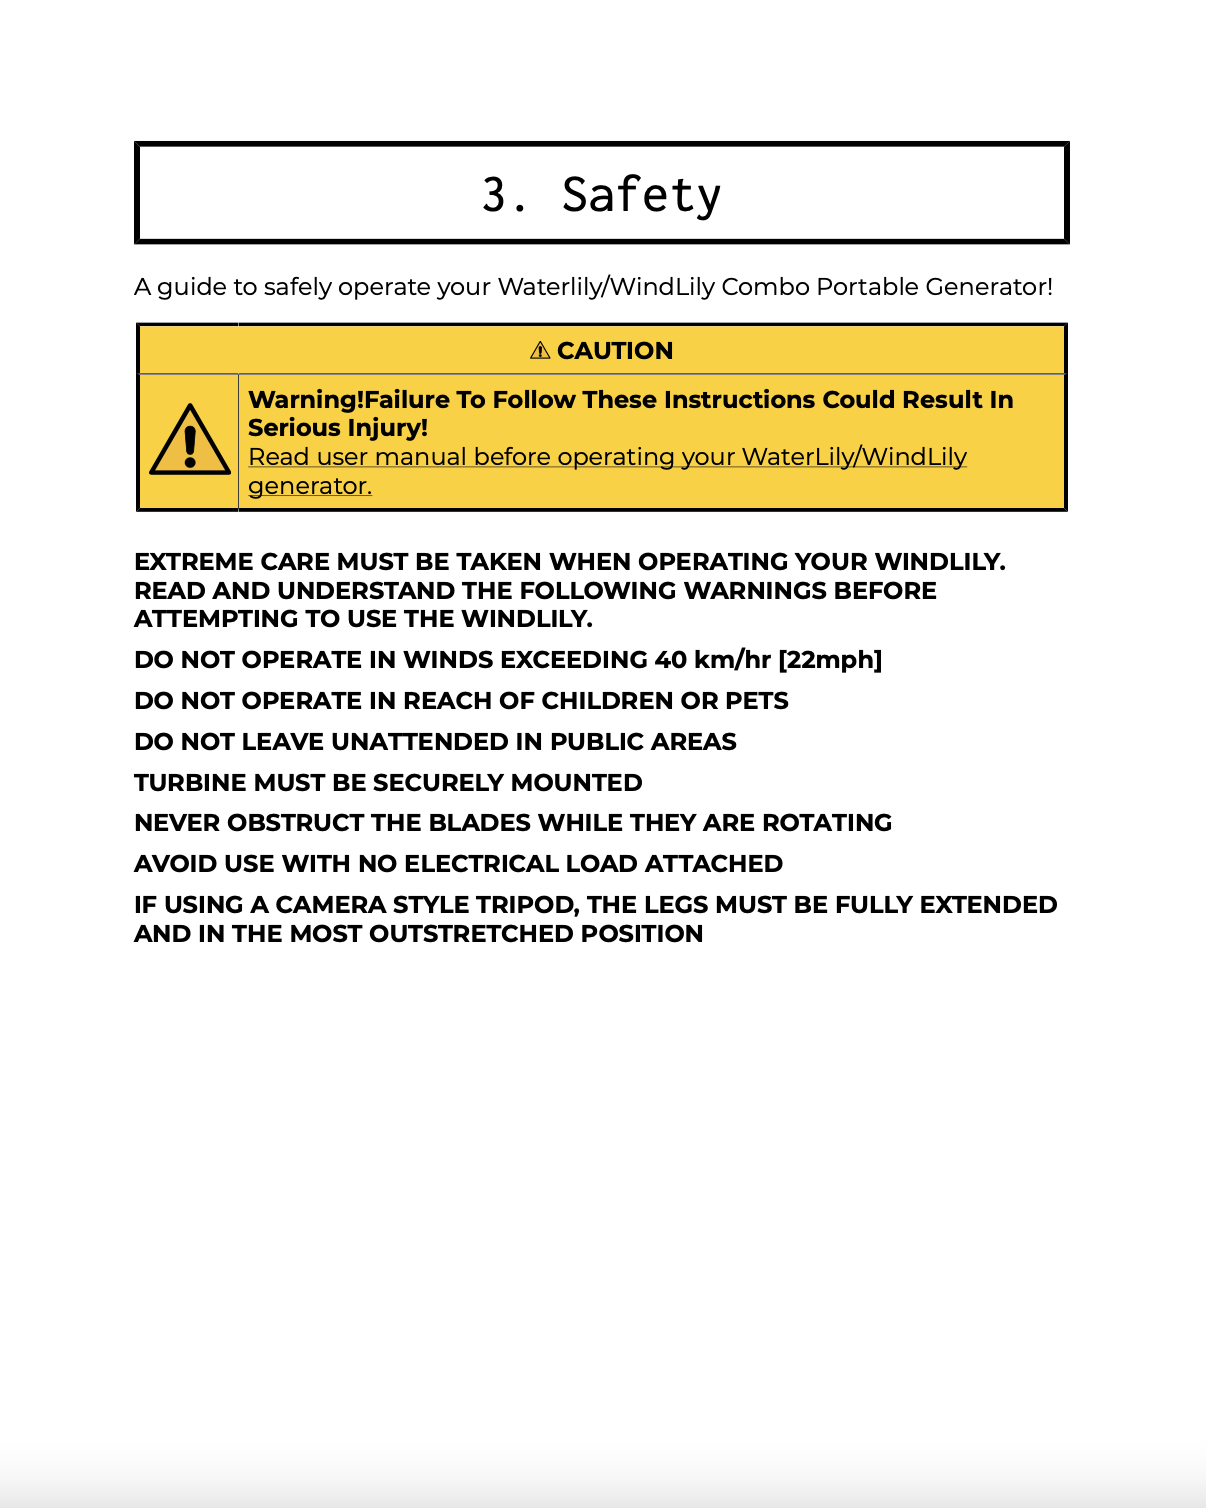 3. Safety
A guide to safely operate your Waterlily/WindLily Combo Portable Generator!
⚠ CAUTION
Warning!Failure To Follow These Instructions Could Result In
Serious Injury!
Read user manual before operating your WaterLily/WindLily
generator.
EXTREME CARE MUST BE TAKEN WHEN OPERATING YOUR WINDLILY.
READ AND UNDERSTAND THE FOLLOWING WARNINGS BEFORE
ATTEMPTING TO USE THE WINDLILY.
DO NOT OPERATE IN WINDS EXCEEDING 40 km/hr [22mph]
DO NOT OPERATE IN REACH OF CHILDREN OR PETS
DO NOT LEAVE UNATTENDED IN PUBLIC AREAS
TURBINE MUST BE SECURELY MOUNTED
NEVER OBSTRUCT THE BLADES WHILE THEY ARE ROTATING
AVOID USE WITH NO ELECTRICAL LOAD ATTACHED
IF USING A CAMERA STYLE TRIPOD, THE LEGS MUST BE FULLY EXTENDED
AND IN THE MOST OUTSTRETCHED POSITION